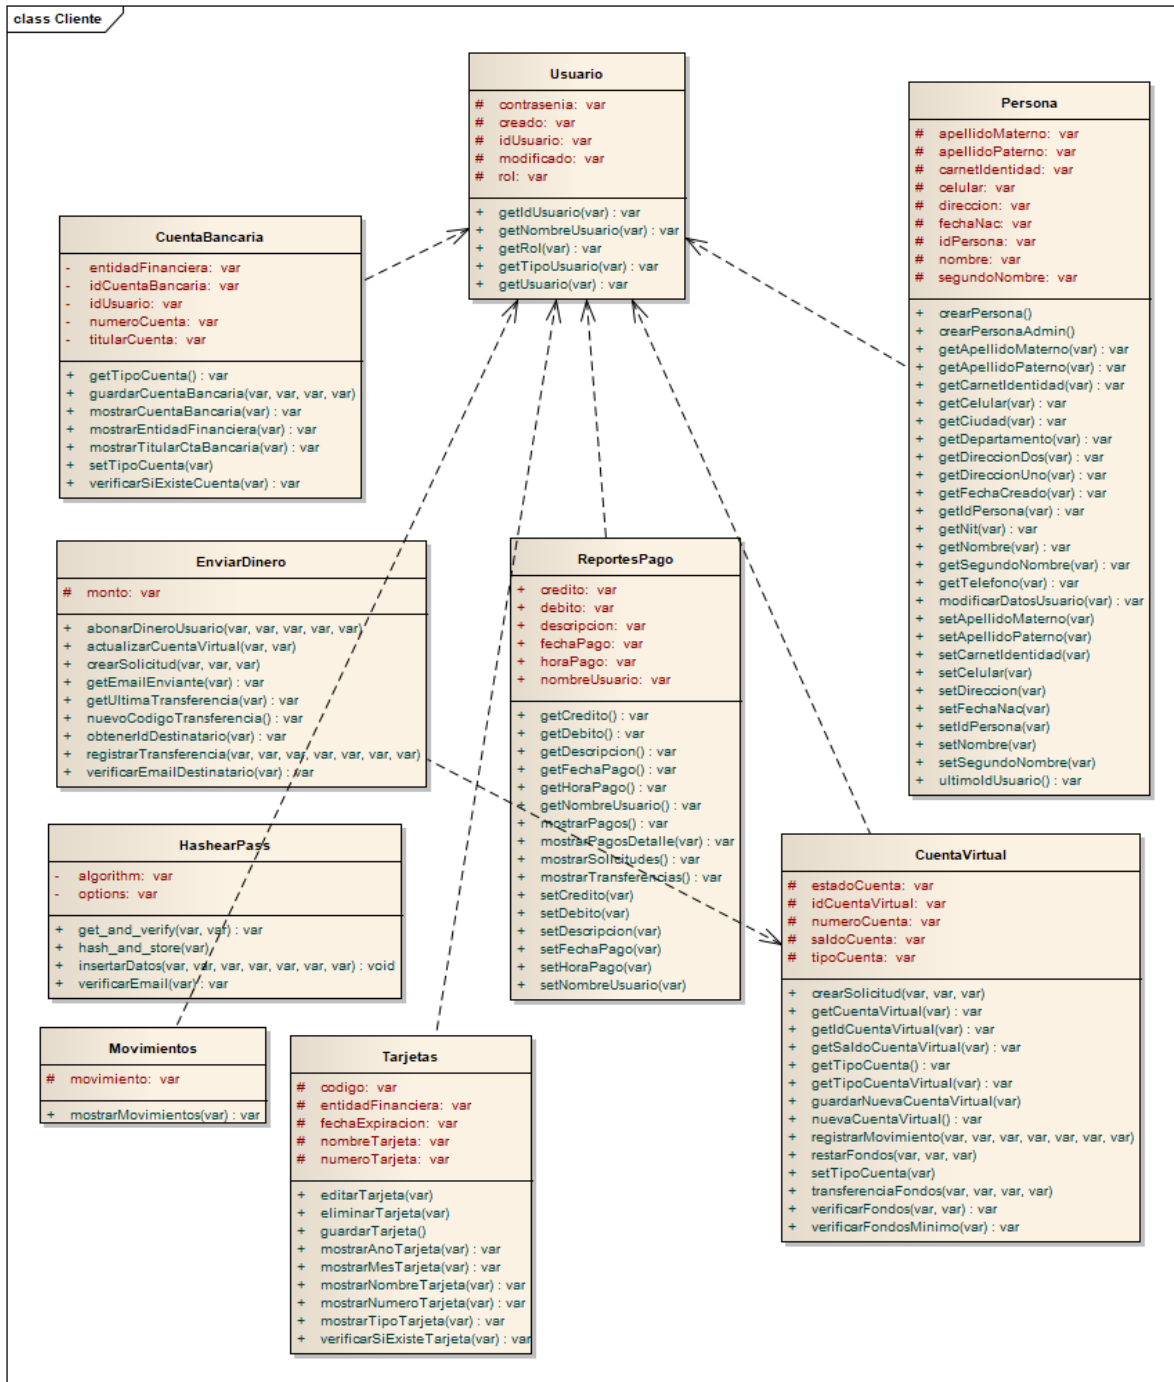 class Cliente
Usuario
# contrasenia: var
# creado: var
# idUsuario: var
# modificado: var
# rol: var
+ getIdUsuario(var) : var
+ getNombreUsuario(var) : var
+ getRol(var) : var
+ getTipoUsuario(var) : var
+ getUsuario(var) : var
Persona
# apellidoMaterno: var
# apellidoPaterno: var
# carnetIdentidad: var
# celular: var
# direccion: var
# fechaNac: var
# idPersona: var
# nombre: var
# segundoNombre: var
+ crearPersona()
+ crearPersonaAdmin()
+ getApellidoMaterno(var) : var
+ getApellidoPaterno(var) : var
+ getCarnetIdentidad(var) : var
+ getCelular(var) : var
+ getCiudad(var) : var
+ getDepartamento(var) : var
+ getDireccionDos(var) : var
+ getDireccionUno(var) : var
+ getFechaCreado(var) : var
+ getIdPersona(var) : var
+ getNit(var) : var
+ getNombre(var) : var
+ getSegundoNombre(var) : var
+ getTelefono(var) : var
+ modificarDatosUsuario(var) : var
+ setApellidoMaterno(var)
+ setApellidoPaterno(var)
+ setCarnetIdentidad(var)
+ setCelular(var)
+ setDireccion(var)
+ setFechaNac(var)
+ setIdPersona(var)
+ setNombre(var)
+ setSegundoNombre(var)
+ ultimoIdUsuario() : var
CuentaBancaria
- entidadFinanciera: var
- idCuentaBancaria: var
- idUsuario: var
- numeroCuenta: var
- titularCuenta: var
+ getTipoCuenta() : var
+ guardarCuentaBancaria(var, var, var, var)
+ mostrarCuentaBancaria(var) : var
+ mostrarEntidadFinanciera(var) : var
+ mostrarTitularCtaBancaria(var) : var
+ setTipoCuenta(var)
+ verificarSiExisteCuenta(var) : var
EnviarDinero
# monto: var
+ abonarDineroUsuario(var, var, var, var, var)
+ actualizarCuentaVirtual(var, var)
+ crearSolicitud(var, var, var)
+ getEmailEnviante(var) : var
+ getUltimaTransferencia(var) : var
+ nuevoCodigoTransferencia() : var
+ obtenerIdDestinatario(var) : var
+ registrarTransferencia(var, var, var, var, var, var, var)
+ verificarEmailDestinatario(var) : var
ReportesPago
+ credito: var
+ debito: var
+ descripcion: var
+ fechaPago: var
+ horaPago: var
+ nombreUsuario: var
+ getCredito() : var
+ getDebito() : var
+ getDescripcion() : var
+ getFechaPago() : var
+ getHoraPago() : var
+ getNombreUsuario() : var
+ mostrarPagos() : var
+ mostrarPagosDetalle(var) : var
+ mostrarSolicitudes() : var
+ mostrarTransferencias() : var
+ setCredito(var)
+ setDebito(var)
+ setDescripcion(var)
+ setFechaPago(var)
+ setHoraPago(var)
+ setNombreUsuario(var)
HashearPass
- algorithm: var
- options: var
+ get_and_verify(var, var) : var
+ hash_and_store(var)
+ insertarDatos(var, var, var, var, var, var, var) : void
+ verificarEmail(var) : var
CuentaVirtual
# estadoCuenta: var
# idCuentaVirtual: var
# numeroCuenta: var
# saldoCuenta: var
# tipoCuenta: var
+ crearSolicitud(var, var, var)
+ getCuentaVirtual(var) : var
+ getIdCuentaVirtual(var) : var
+ getSaldoCuentaVirtual(var) : var
+ getTipoCuenta() : var
+ getTipoCuentaVirtual(var) : var
+ guardarNuevaCuentaVirtual(var)
+ nuevaCuentaVirtual() : var
+ registrarMovimiento(var, var, var, var, var, var, var)
+ restarFondos(var, var, var)
+ setTipoCuenta(var)
+ transferenciaFondos(var, var, var, var)
+ verificarFondos(var, var) : var
+ verificarFondosMinimo(var) : var
Movimientos
# movimiento: var
+ mostrarMovimientos(var) : var
Tarjetas
# codigo: var
# entidadFinanciera: var
# fechaExpiracion: var
# nombreTarjeta: var
# numeroTarjeta: var
+ editarTarjeta(var)
+ eliminarTarjeta(var)
+ guardarTarjeta()
+ mostrarAnoTarjeta(var) : var
+ mostrarMesTarjeta(var) : var
+ mostrarNombreTarjeta(var) : var
+ mostrarNumeroTarjeta(var) : var
+ mostrarTipoTarjeta(var) : var
+ verificarSiExisteTarjeta(var) : var